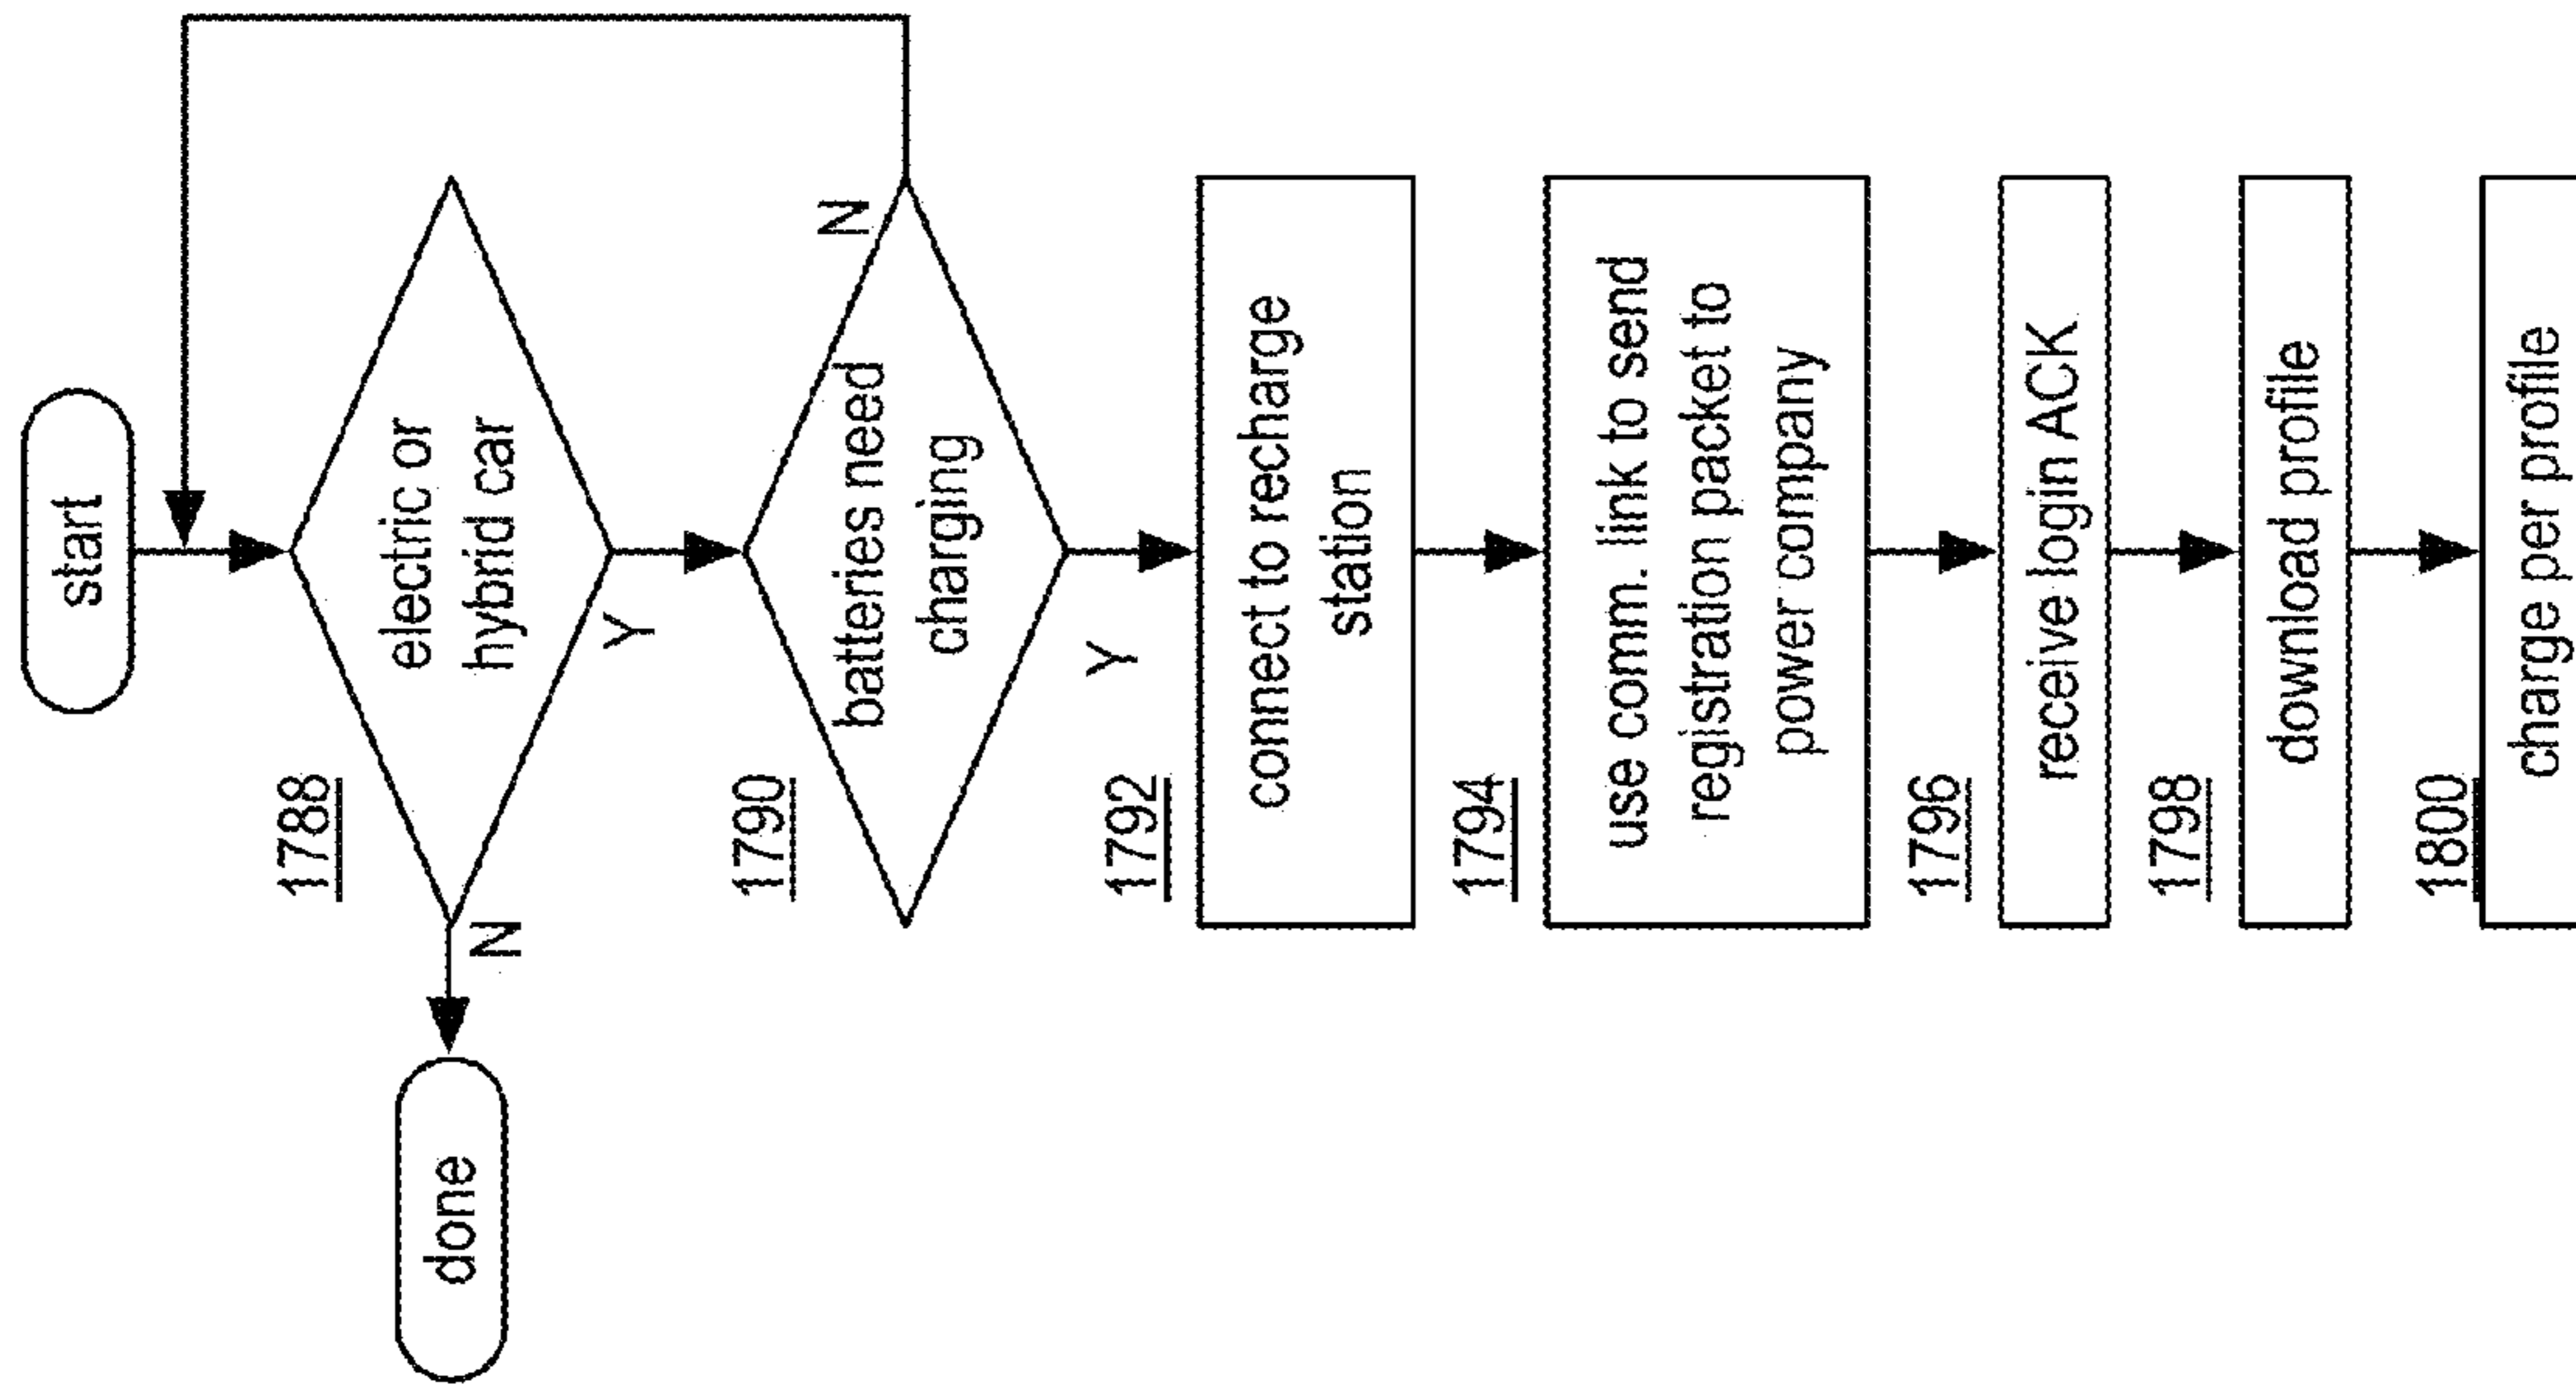 start
1788
electric or
hybrid car
N
done
Y
1790
batteries need
charging
N
Y
1792
connect to recharge
station
1794
use comm. link to send
registration packet to
power company
1796
receive login ACK
1798
download profile
1800
charge per profile